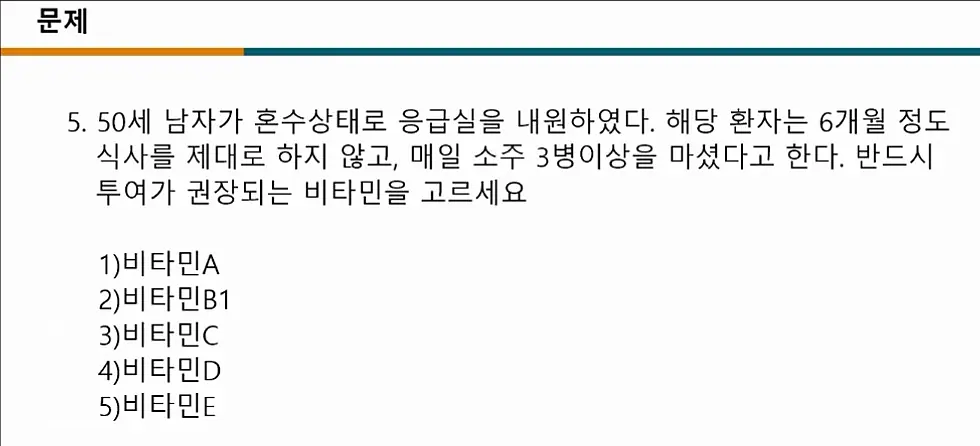 문제
5. 50세 남자가 혼수상태로 응급실을 내원하였다. 해당 환자는 6개월 정도
식사를 제대로 하지 않고, 매일 소주 3병이상을 마셨다고 한다. 반드시
투여가 권장되는 비타민을 고르세요
1)비타민A
2)비타민B1
3)비타민C
4)비타민D
5)비타민E